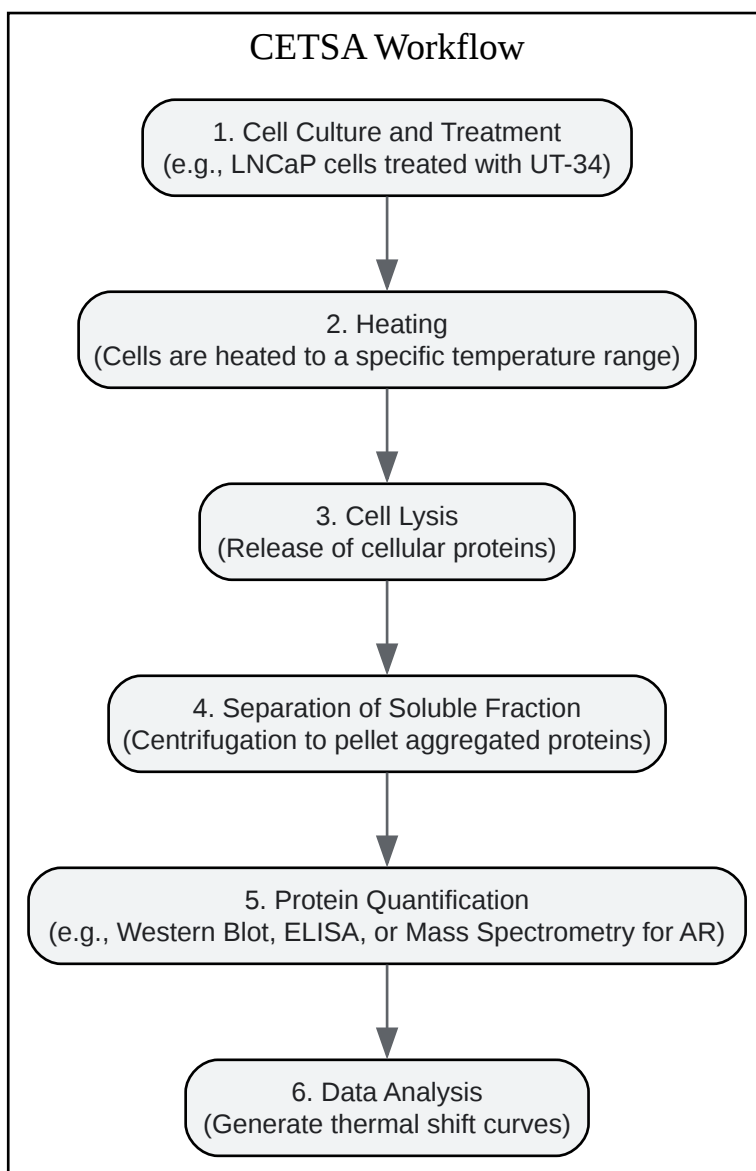 CETSA Workflow
1. Cell Culture and Treatment
(e.g., LNCaP cells treated with UT-34)
2. Heating
(Cells are heated to a specific temperature range)
3. Cell Lysis
(Release of cellular proteins)
4. Separation of Soluble Fraction
(Centrifugation to pellet aggregated proteins)
5. Protein Quantification
(e.g., Western Blot, ELISA, or Mass Spectrometry for AR)
6. Data Analysis
(Generate thermal shift curves)